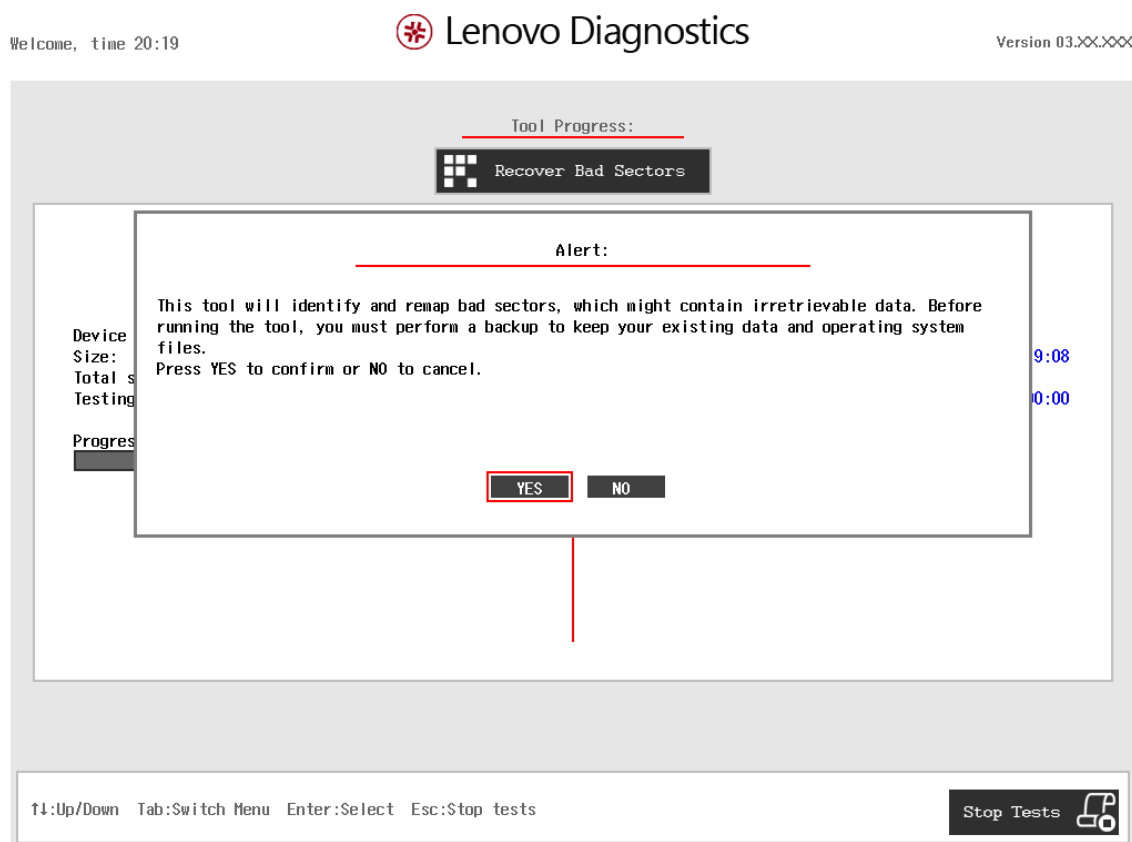 Welcome, time 20:19
Lenovo Diagnostics
Version 03.XX.XXX
Tool Progress:
Recover Bad Sectors
Alert:
This tool will identify and remap bad sectors, which might contain irretrievable data. Before
running the tool, you must perform a backup to keep your existing data and operating system
files.
Press YES to confirm or NO to cancel.
Device
Size: 9:08
Total s
Testing 00:00
Progres
YES NO
↑↓:Up/Down Tab:Switch Menu Enter:Select Esc:Stop tests
Stop Tests